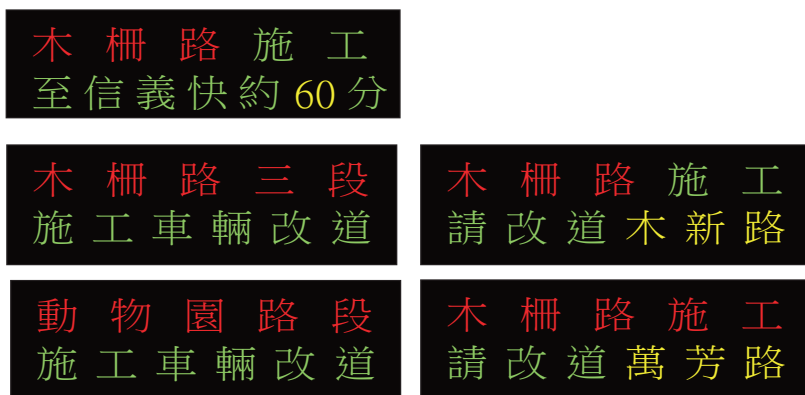 木柵路施工
至信義快約60分
木柵路三段
施工車輛改道
木柵路施工
請改道木新路
動物園路段
施工車輛改道
木柵路施工
請改道萬芳路